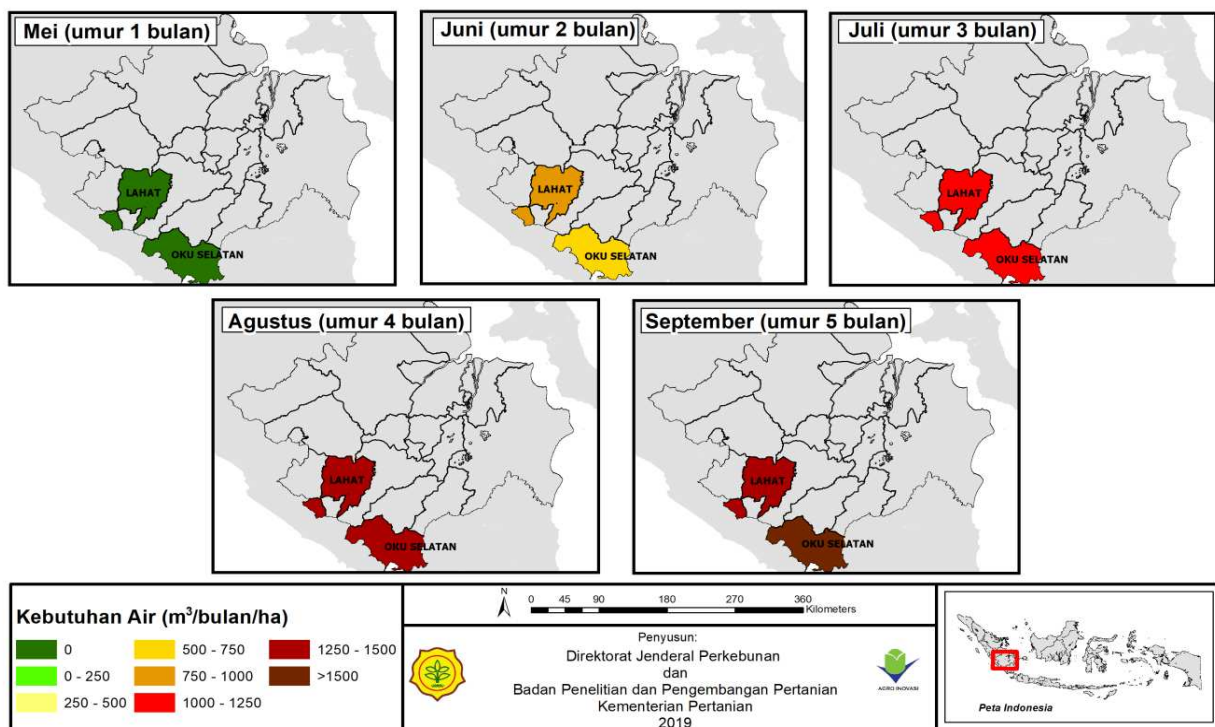 Mei (umur 1 bulan)
LAHAT
OKU SELATAN
Juni (umur 2 bulan)
LAHAT
OKU SELATAN
Juli (umur 3 bulan)
LAHAT
OKU SELATAN
Agustus (umur 4 bulan)
LAHAT
OKU SELATAN
September (umur 5 bulan)
LAHAT
OKU SELATAN
Kebutuhan Air (m³/bulan/ha)
0
0 - 250
250 - 500
500 - 750
750 - 1000
1000 - 1250
1250 - 1500
>1500
N
0 45 90 180 270 360
Kilometers
Penyusun:
Direktorat Jenderal Perkebunan
dan
Badan Penelitian dan Pengembangan Pertanian
Kementerian Pertanian
2019
AGRO INOVASI
Peta Indonesia